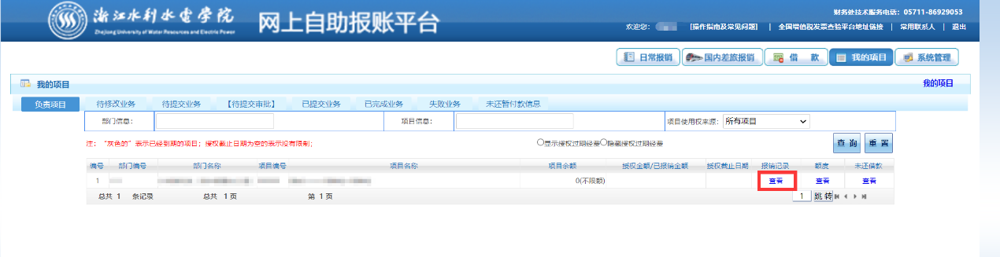 浙江水利水電学院
Zhejiang University of Water Resources and Electric Power
网上自助报账平台
财务处技术服务电话：05711-86929053
欢迎您： [操作指南及常见问题] | 全国增值税发票查验平台地址链接 | 常用联系人 | 退出
日常报销 国内差旅报销 借 款 我的项目 系统管理
我的项目 我的项目
负责项目 待修改业务 待提交业务 【待提交审批】 已提交业务 已完成业务 失败业务 未还暂付款信息
部门信息： 项目信息： 项目使用权来源： 所有项目
注：“灰色的”表示已经到期的项目；授权截止日期为空的表示没有限制； 显示授权过期经费 隐藏授权过期经费 查 询 重 置
编号 部门编号 部门名称 项目编号 项目名称 项目余额 授权金额/已报销金额 授权截止日期 报销记录 额度 未还借款
1 0(不限额) 查看 查看 查看
总共 1 条记录 总共 1 页 第 1 页 1 跳 转